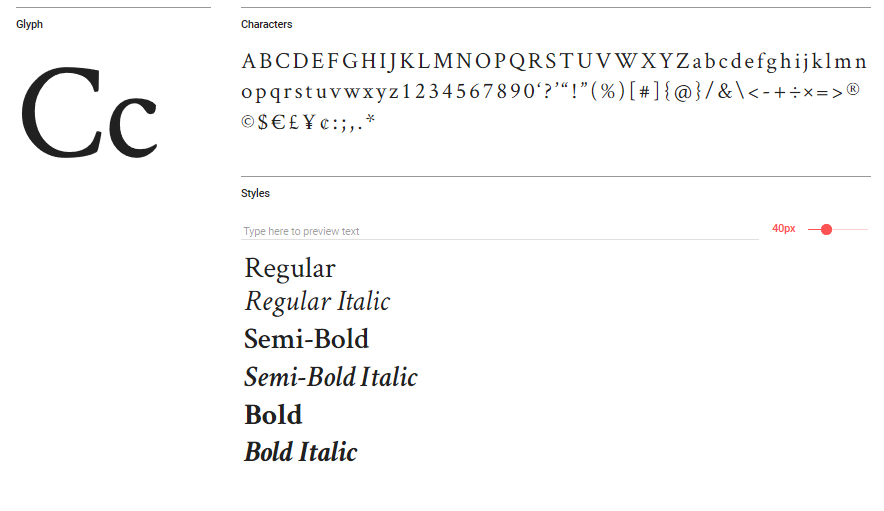 Glyph
Cc
Characters
ABCDEFGHIJKLMNOPQRSTUVWXYZabcdefghijklmn
opqrstuvwxyz1234567890‘?’“!”(%)[#]{@}/&\<-+÷×=>®
©$€£¥¢:;,.*
Styles
Type here to preview text
40px
Regular
Regular Italic
Semi-Bold
Semi-Bold Italic
Bold
Bold Italic